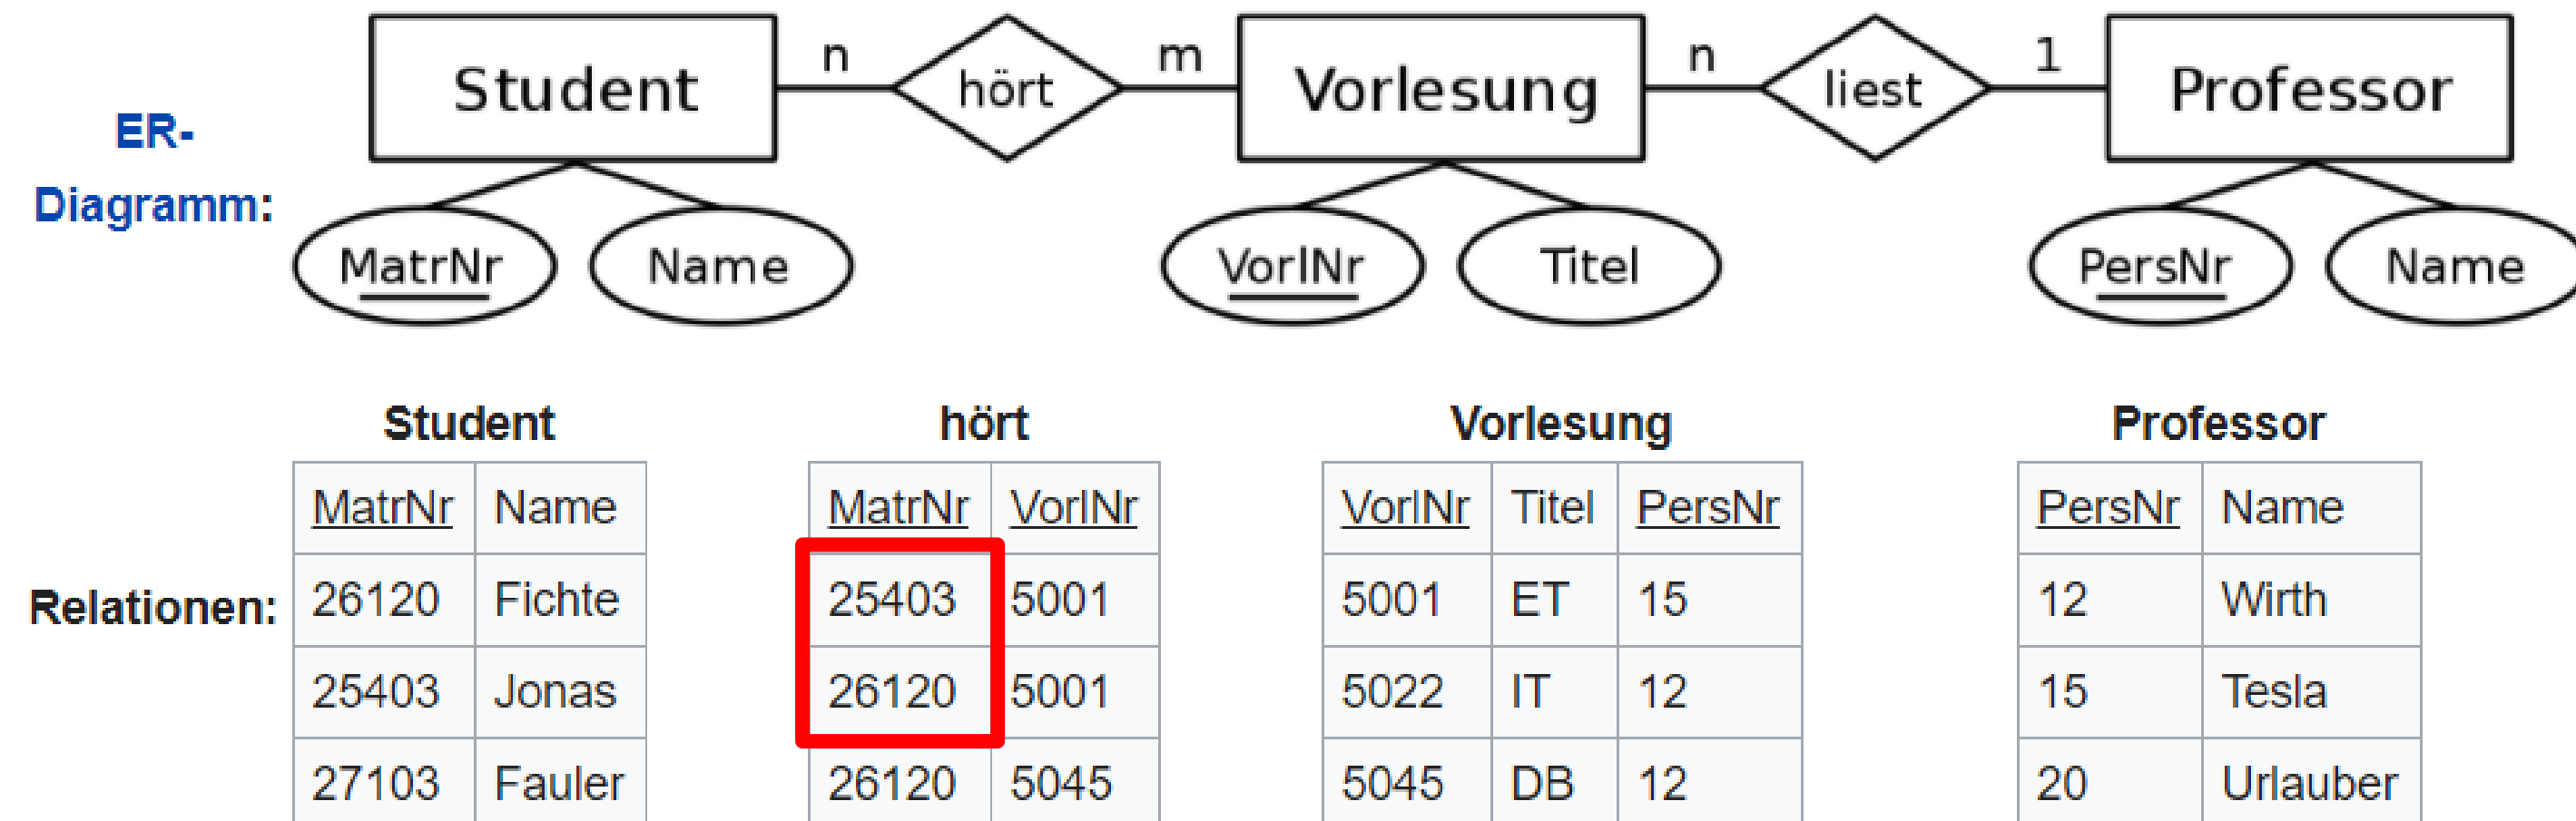 Student n hört m Vorlesung n liest 1 Professor
ER-
Diagramm:
MatrNr Name VorlNr Titel PersNr Name
Student hört Vorlesung Professor
MatrNr Name MatrNr VorlNr VorlNr Titel PersNr PersNr Name
Relationen: 26120 Fichte 25403 5001 5001 ET 15 12 Wirth
25403 Jonas 26120 5001 5022 IT 12 15 Tesla
27103 Fauler 26120 5045 5045 DB 12 20 Urlauber